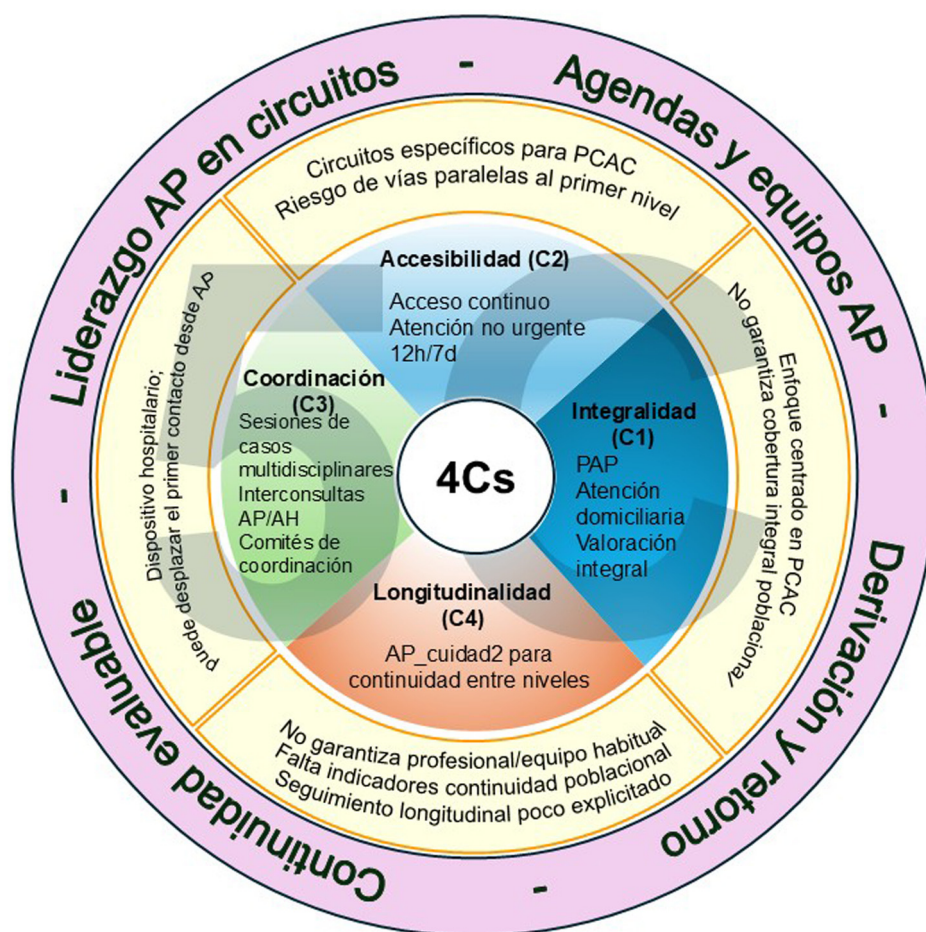 Liderazgo AP en circuitos - Agendas y equipos AP - Derivación y retorno - Continuidad evaluable -
Circuitos específicos para PCAC
Riesgo de vías paralelas al primer nivel
Enfoque centrado en PCAC
No garantiza cobertura integral poblacional
No garantiza profesional/equipo habitual
Falta indicadores continuidad poblacional
Seguimiento longitudinal poco explicitado
Dispositivo hospitalario;
puede desplazar el primer contacto desde AP
5C
Accesibilidad (C2)
Acceso continuo
Atención no urgente
12h/7d
Coordinación
(C3)
Sesiones de
casos
multidisciplinares
Interconsultas
AP/AH
Comités de
coordinación
4Cs
Integralidad
(C1)
PAP
Atención
domiciliaria
Valoración
integral
Longitudinalidad
(C4)
AP_cuidad2 para
continuidad entre niveles